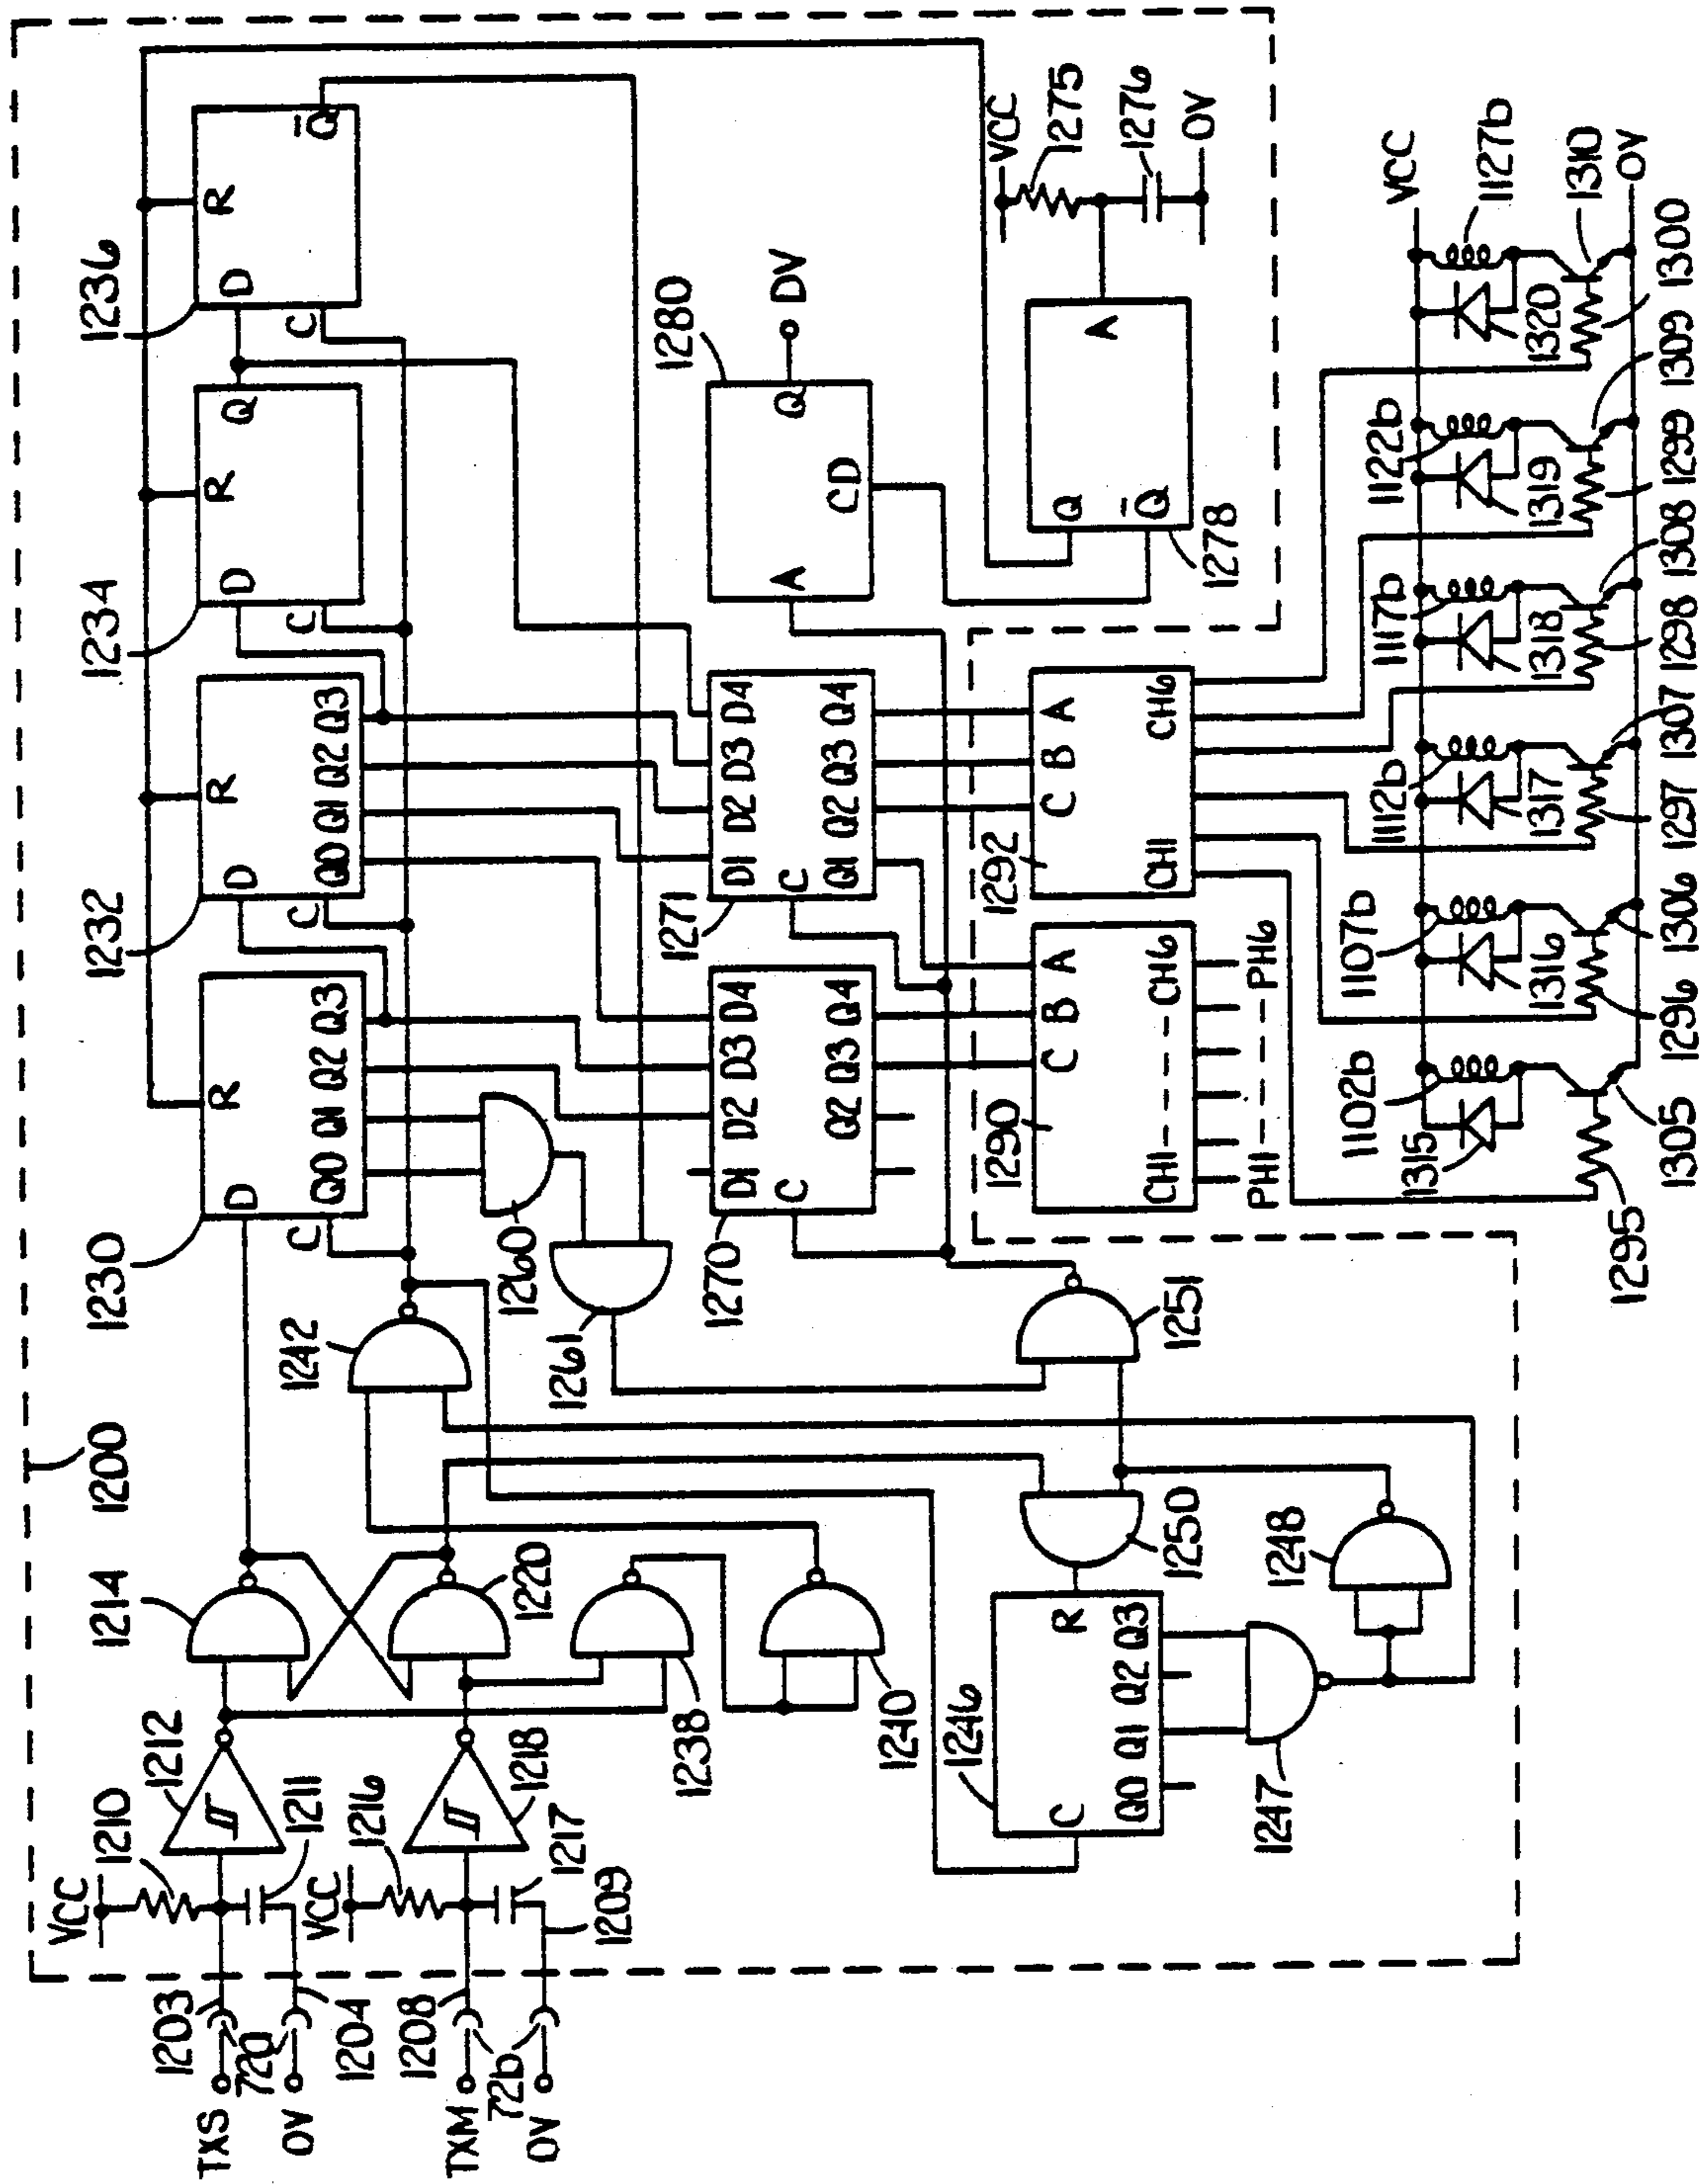 1200
1203
TXS
720
0V
1204
1208
TXM
72b
0V
1209
VCC
1210
1211
1212
1214
VCC
1216
1217
1218
1220
1238
1240
1242
1230
D
R
C
Q0 Q1 Q2 Q3
1232
D
R
C
Q0 Q1 Q2 Q3
1234
D
R
Q
C
1236
D
R
Q̅
C
1260
1261
1270
D1 D2 D3 D4
C
Q2 Q3 Q4
1271
D1 D2 D3 D4
C
Q1 Q2 Q3 Q4
1280
A
Q
CD
DV
1246
C
R
Q0 Q1 Q2 Q3
1247
1248
1250
1251
1278
Q
Q̅
A
VCC
1275
1276
0V
1290
C B A
CH1----CH6
PH1-----PH6
1292
C B A
CH1 CH6
VCC
1102b
1107b
1112b
1117b
1122b
1127b
1315
1316
1317
1318
1319
1320
1295
1305
1296
1306
1297
1307
1298
1308
1299
1309
1300
1310
0V